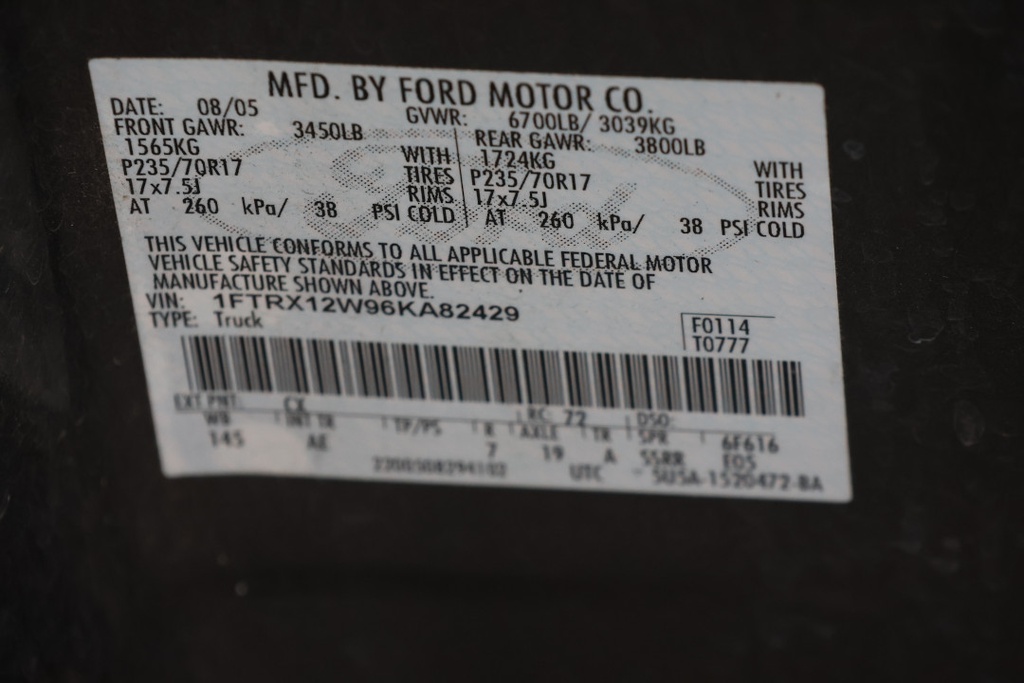 MFD. BY FORD MOTOR CO.
DATE: 08/05 GVWR: 6700LB/ 3039KG
FRONT GAWR: 3450LB REAR GAWR: 3800LB
1565KG WITH 1724KG WITH
P235/70R17 TIRES P235/70R17 TIRES
17x7.5J RIMS 17x7.5J RIMS
AT 260 kPa/ 38 PSI COLD AT 260 kPa/ 38 PSI COLD
THIS VEHICLE CONFORMS TO ALL APPLICABLE FEDERAL MOTOR
VEHICLE SAFETY STANDARDS IN EFFECT ON THE DATE OF
MANUFACTURE SHOWN ABOVE.
VIN: 1FTRX12W96KA82429
TYPE: Truck
F0114
T0777
EXT PNT: CX RC: 72 DSO:
WB INT TR TP/PS R AXLE TR SPR 6F616
145 AE 7 19 A SSRR E05
UTC 5U5A-1520472-BA